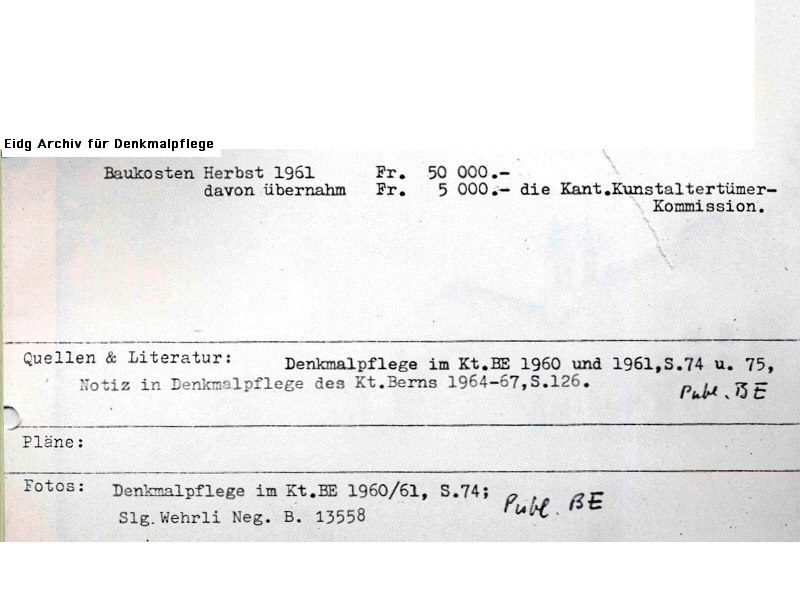 Eidg Archiv für Denkmalpflege
Baukosten Herbst 1961 Fr. 50 000.-
davon übernahm Fr. 5 000.- die Kant.Kunstaltertümer-
Kommission.
Quellen & Literatur: Denkmalpflege im Kt.BE 1960 und 1961,S.74 u. 75,
Notiz in Denkmalpflege des Kt.Berns 1964-67,S.126.
Publ. BE
Pläne:
Fotos: Denkmalpflege im Kt.BE 1960/61, S.74;
Publ. BE
Slg.Wehrli Neg. B. 13558